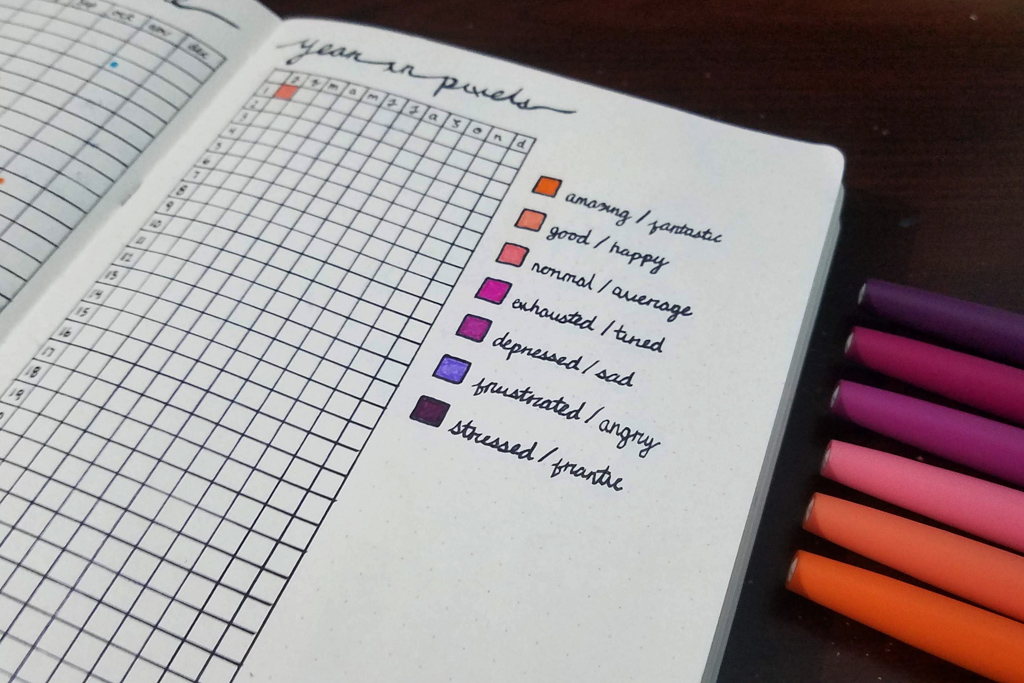 sep oct nov dec
year in pixels
J F m a m J J a s o n d
1
2
3
4
5
6
7
8
9
10
11
12
13
14
15
16
17
18
19
amazing / fantastic
good / happy
normal / average
exhausted / tired
depressed / sad
frustrated / angry
stressed / frantic